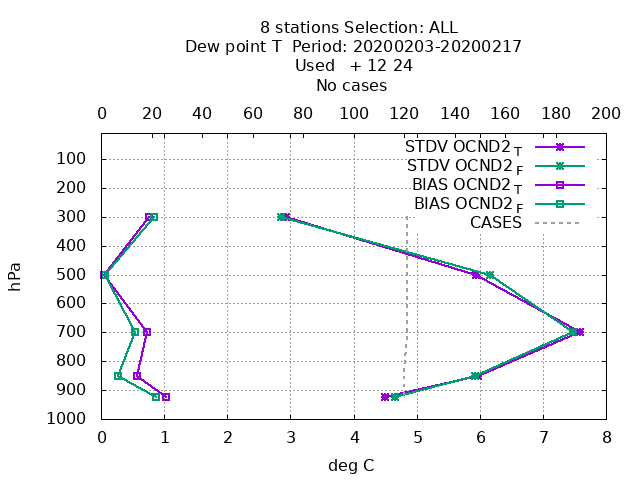 8 stations Selection: ALL
Dew point T  Period: 20200203-20200217
Used   + 12 24
No cases
0 20 40 60 80 100 120 140 160 180 200
STDV OCND2 T
STDV OCND2 F
BIAS OCND2 T
BIAS OCND2 F
CASES
100
200
300
400
500
600
700
800
900
1000
hPa
0 1 2 3 4 5 6 7 8
deg C